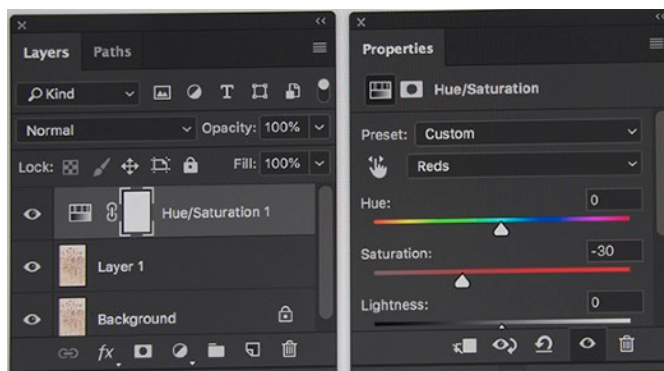 Layers Paths
Kind
Normal Opacity: 100%
Lock: Fill: 100%
Hue/Saturation 1
Layer 1
Background
fx
Properties
Hue/Saturation
Preset: Custom
Reds
Hue: 0
Saturation: -30
Lightness: 0